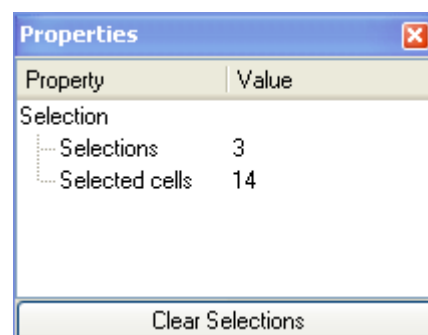 Properties
Property Value
Selection
Selections 3
Selected cells 14
Clear Selections